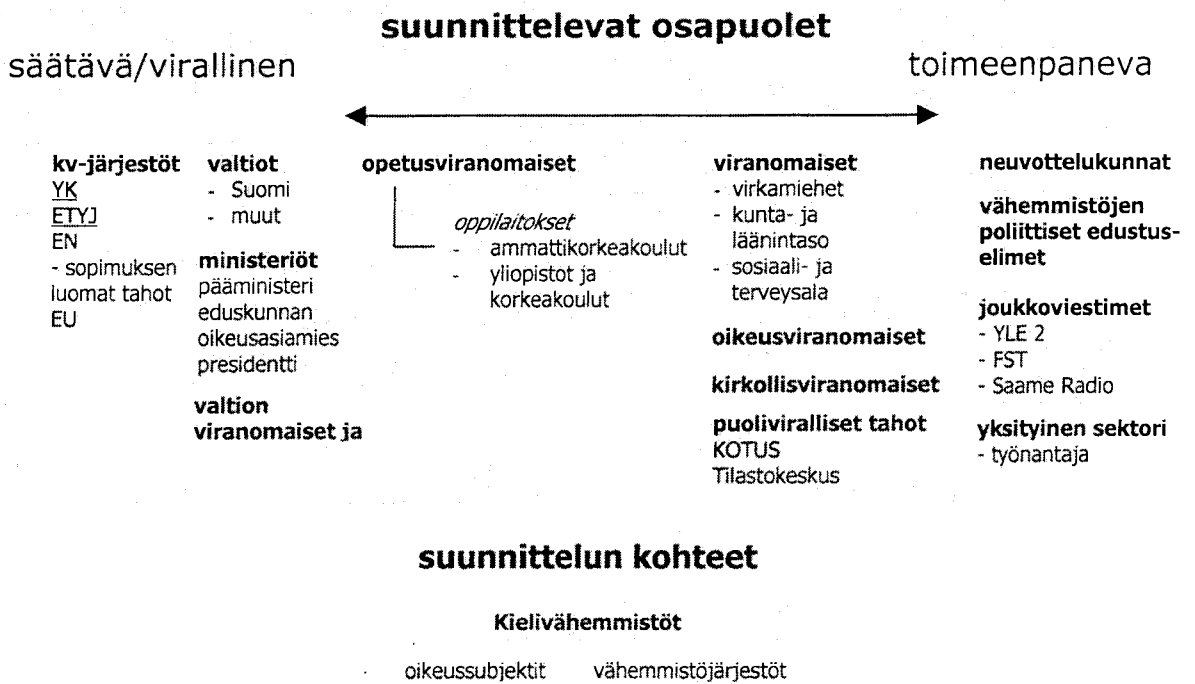 suunnittelevat osapuolet
säätävä/virallinen
toimeenpaneva
kv-järjestöt
YK
ETYJ
EN
- sopimuksen
luomat tahot
EU
valtiot
- Suomi
- muut
ministeriöt
pääministeri
eduskunnan
oikeusasiamies
presidentti
valtion
viranomaiset ja
opetusviranomaiset
oppilaitokset
- ammattikorkeakoulut
- yliopistot ja
korkeakoulut
viranomaiset
- virkamiehet
- kunta- ja
läänintaso
- sosiaali- ja
terveysala
oikeusviranomaiset
kirkollisviranomaiset
puoliviralliset tahot
KOTUS
Tilastokeskus
neuvottelukunnat
vähemmistöjen
poliittiset edustus-
elimet
joukkoviestimet
- YLE 2
- FST
- Saame Radio
yksityinen sektori
- työnantaja
suunnittelun kohteet
Kielivähemmistöt
oikeussubjektit vähemmistöjärjestöt